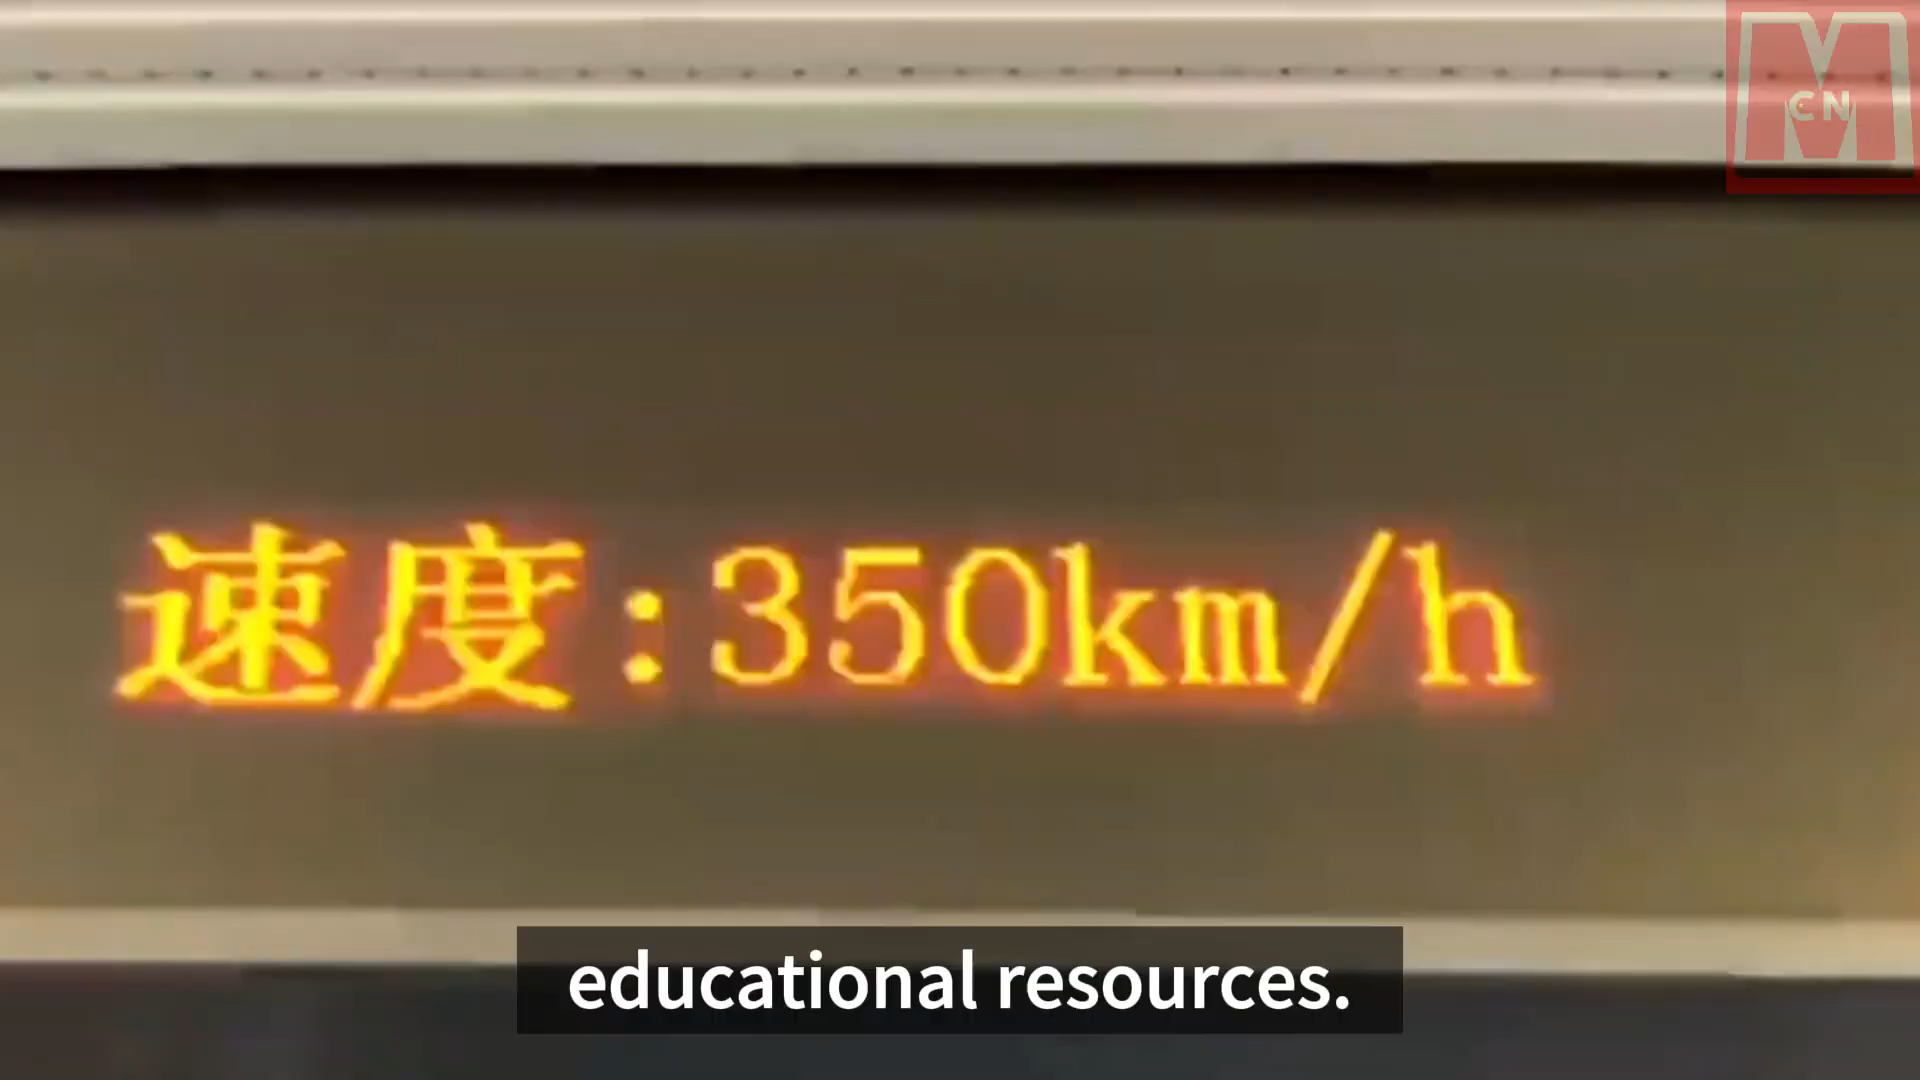 M
CN
速度:350km/h
educational resources.